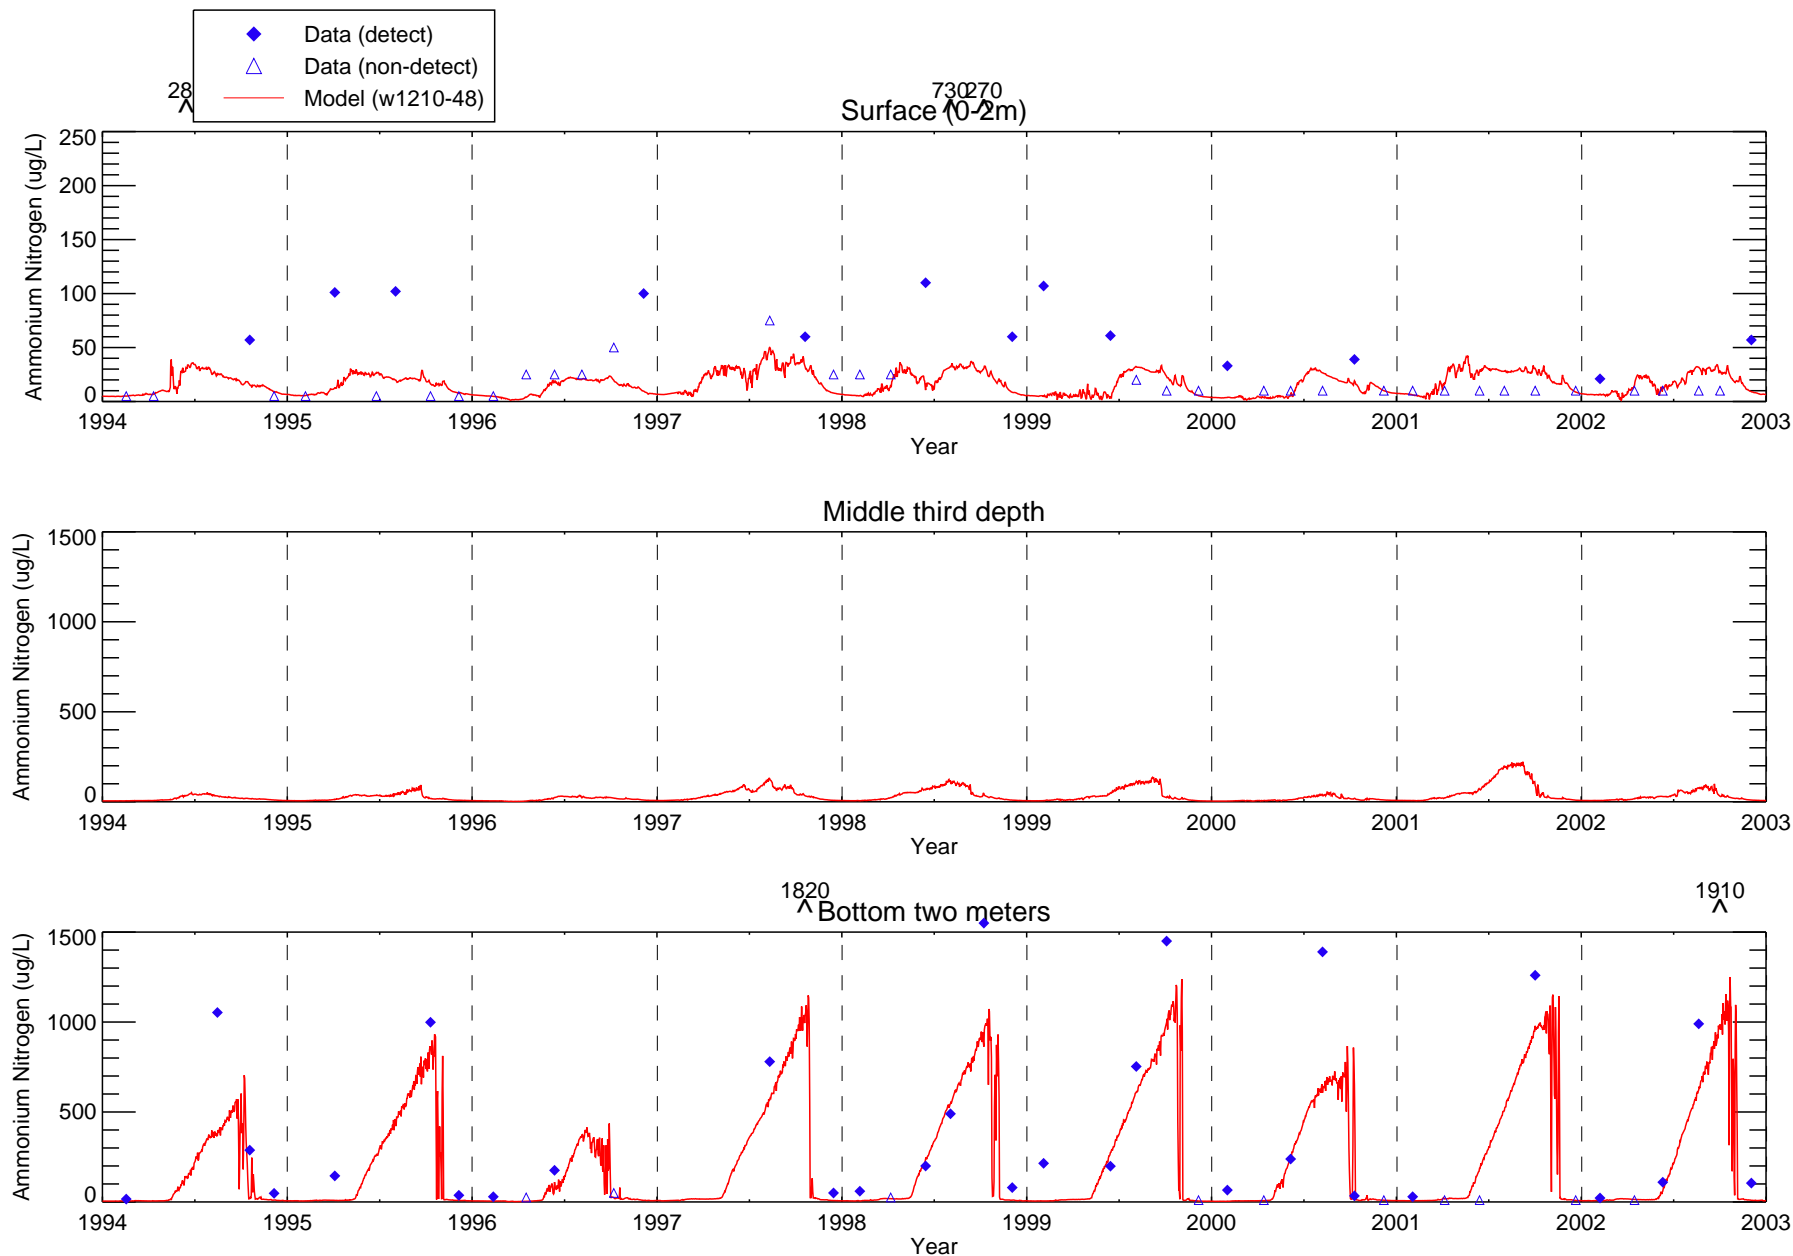 Data (detect)
Data (non-detect)
Model (w1210-48)
28
730
270
Surface (0-2m)
Ammonium Nitrogen (ug/L)
250
200
150
100
50
0
1994 1995 1996 1997 1998 1999 2000 2001 2002 2003
Year
Middle third depth
Ammonium Nitrogen (ug/L)
1500
1000
500
0
1994 1995 1996 1997 1998 1999 2000 2001 2002 2003
Year
1820
1910
^
^
Bottom two meters
Ammonium Nitrogen (ug/L)
1500
1000
500
0
1994 1995 1996 1997 1998 1999 2000 2001 2002 2003
Year